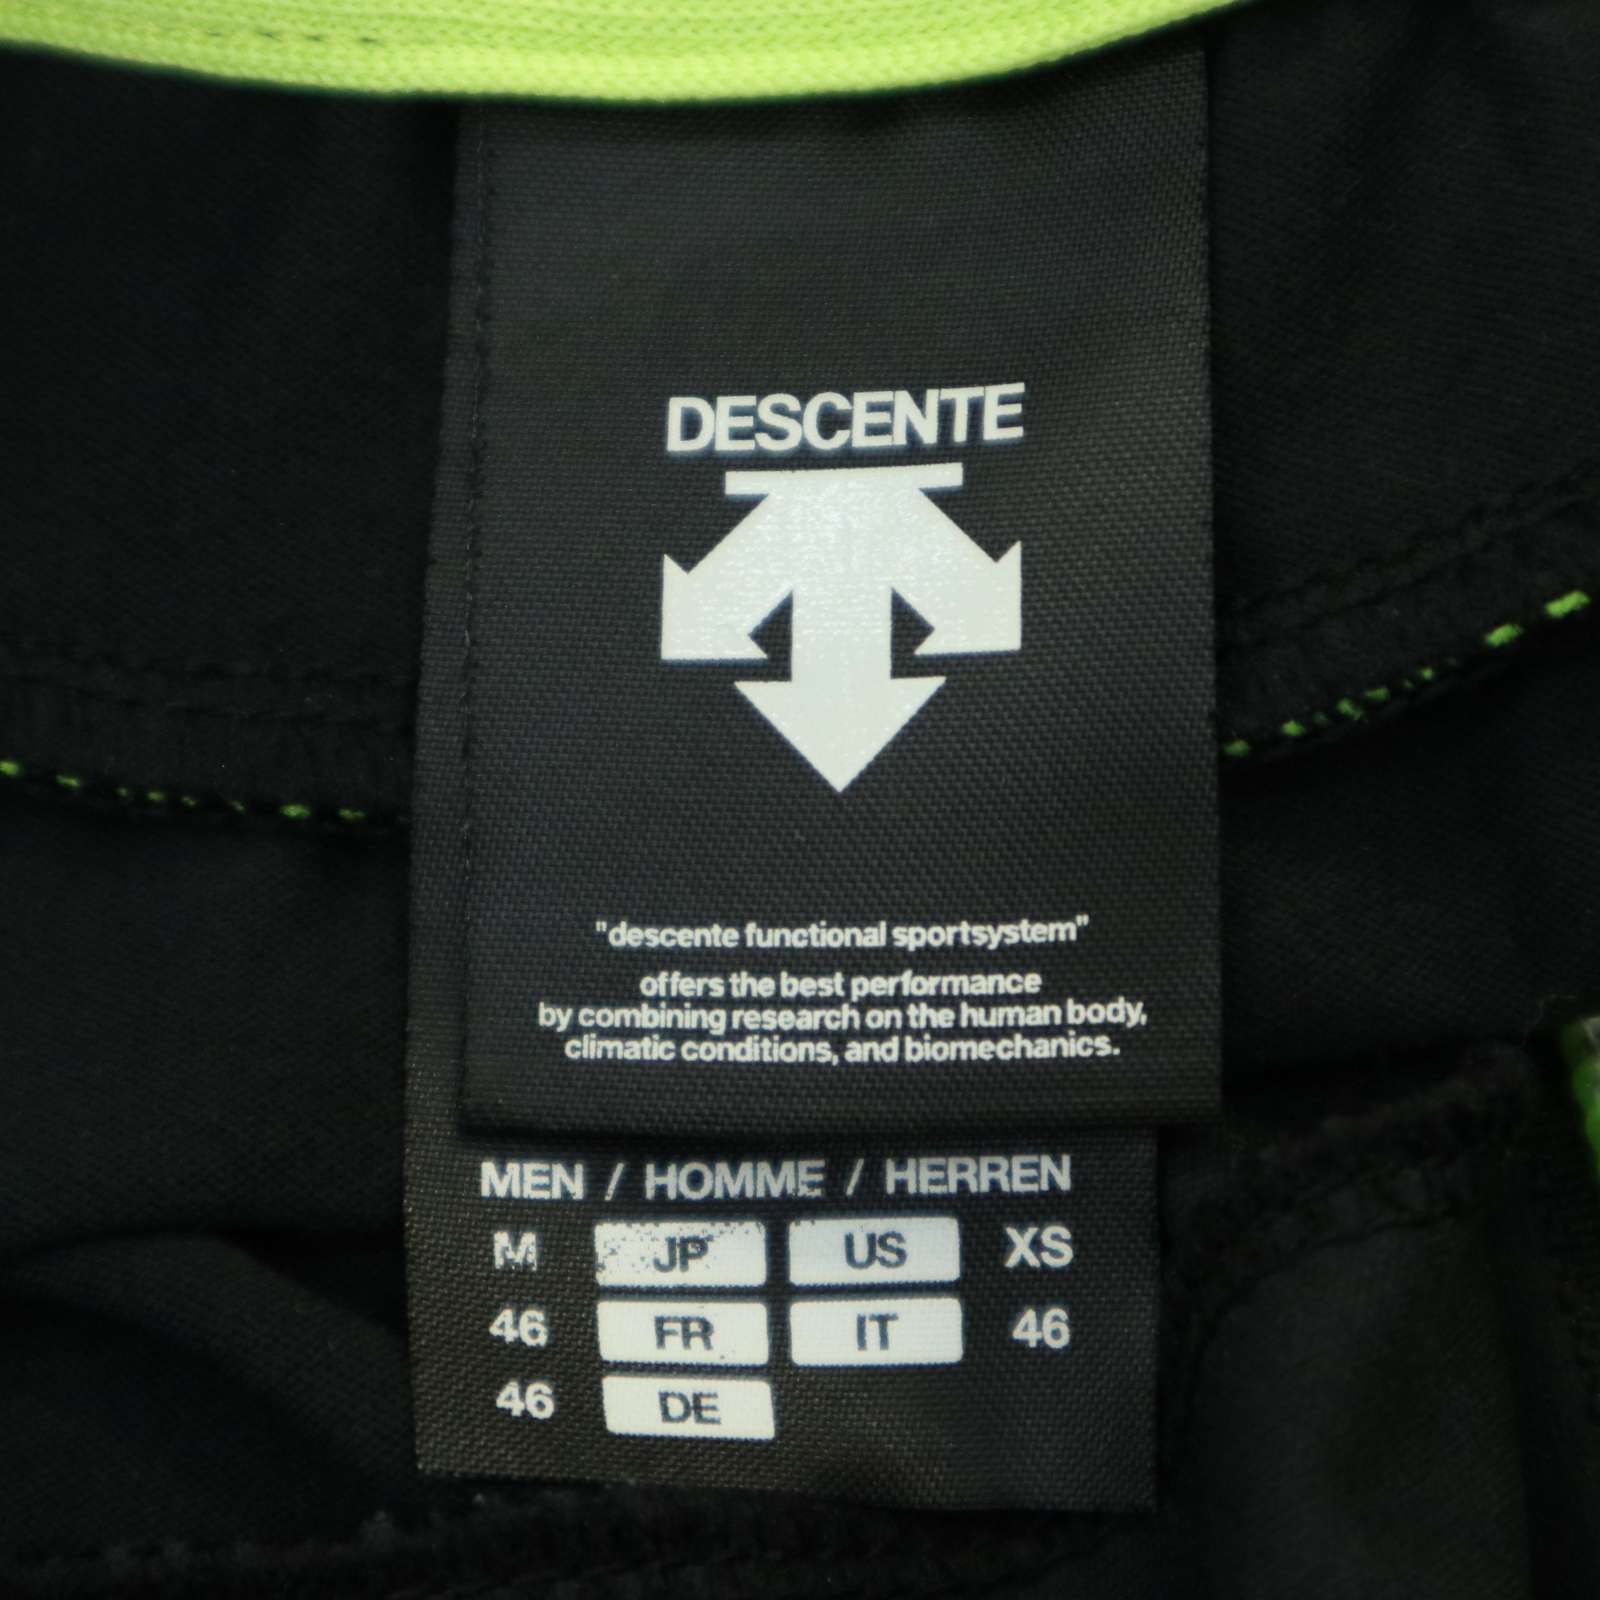 DESCENTE
"descente functional sportsystem"
offers the best performance
by combining research on the human body,
climatic conditions, and biomechanics.
MEN / HOMME / HERREN
M JP US XS
46 FR IT 46
46 DE